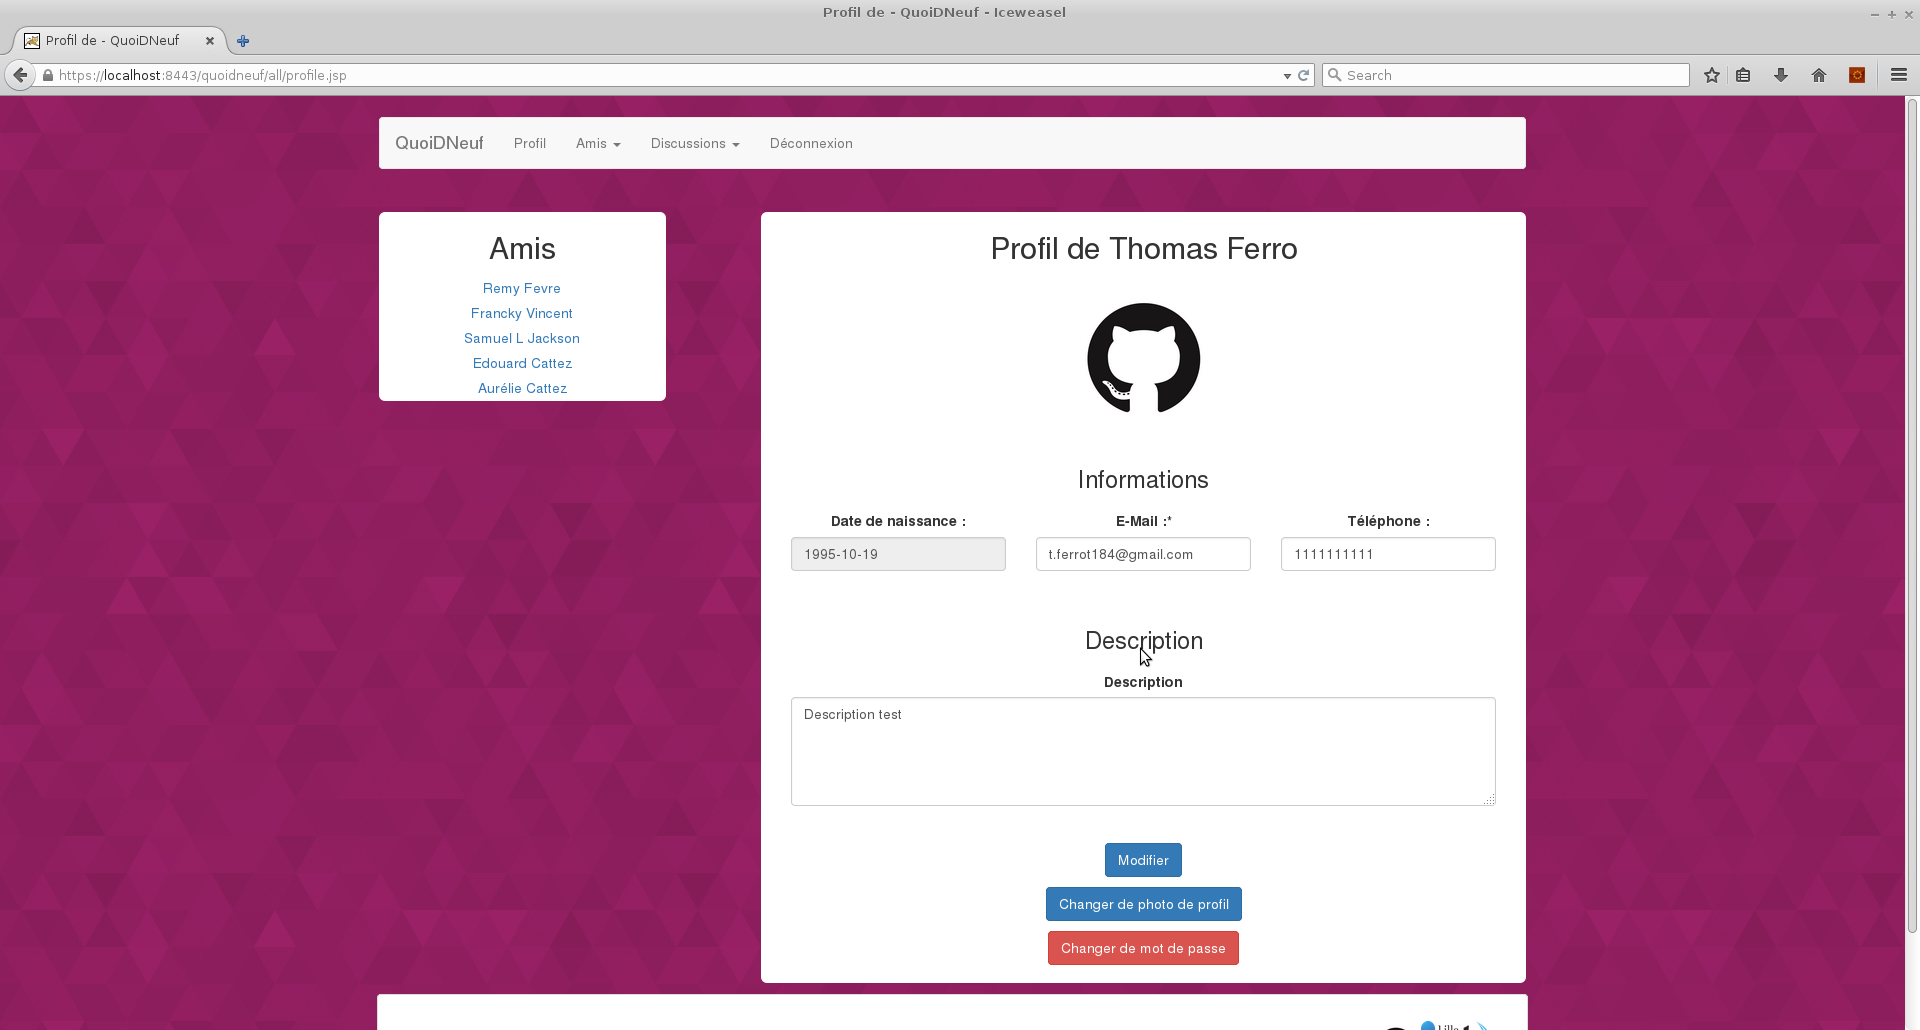 Profil de - QuoiDNeuf - Iceweasel
Profil de - QuoiDNeuf
https://localhost:8443/quoidneuf/all/profile.jsp
Search
QuoiDNeuf Profil Amis Discussions Déconnexion
Amis
Remy Fevre
Francky Vincent
Samuel L Jackson
Edouard Cattez
Aurélie Cattez
Profil de Thomas Ferro
Informations
Date de naissance : E-Mail :* Téléphone :
1995-10-19 t.ferrot184@gmail.com 1111111111
Description
Description
Description test
Modifier
Changer de photo de profil
Changer de mot de passe